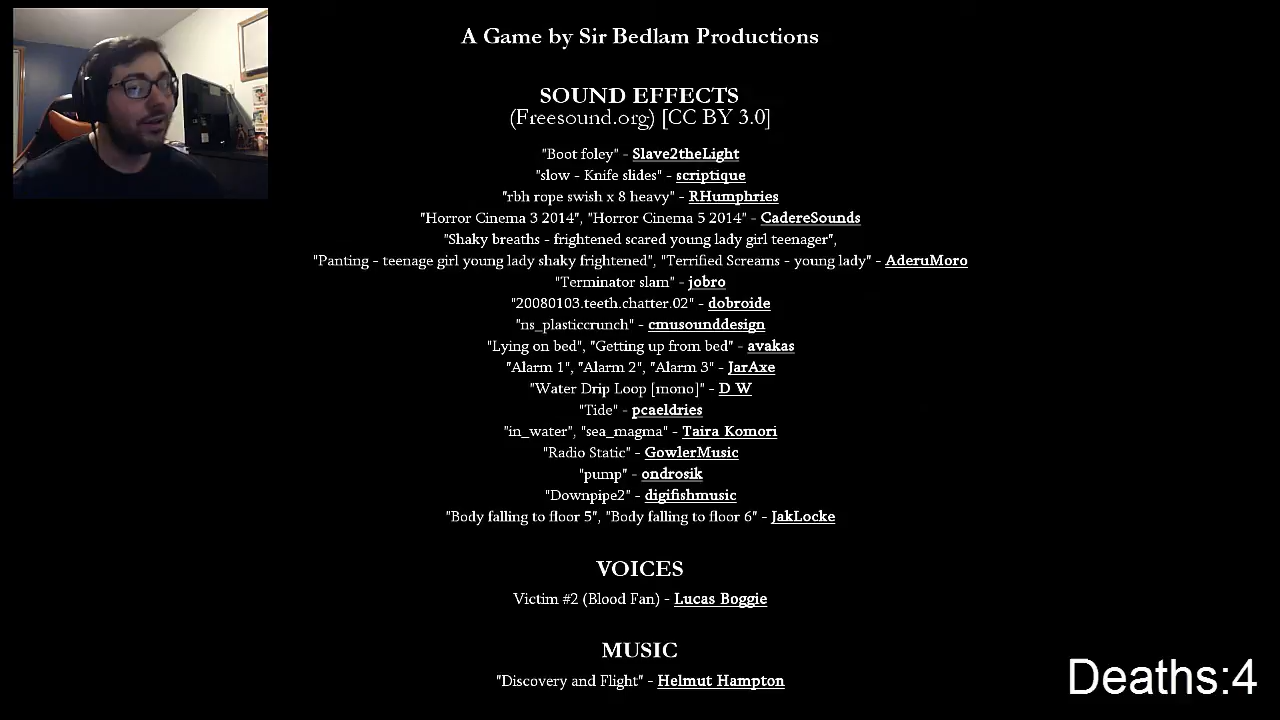 A Game by Sir Bedlam Productions
SOUND EFFECTS
(Freesound.org) [CC BY 3.0]
"Boot foley" - Slave2theLight
"slow - Knife slides" - scriptique
"rbh rope swish x 8 heavy" - RHumphries
"Horror Cinema 3 2014", "Horror Cinema 5 2014" - CadereSounds
"Shaky breaths - frightened scared young lady girl teenager",
"Panting - teenage girl young lady shaky frightened", "Terrified Screams - young lady" - AderuMoro
"Terminator slam" - jobro
"20080103.teeth.chatter.02" - dobroide
"ns_plasticcrunch" - cmusounddesign
"Lying on bed", "Getting up from bed" - avakas
"Alarm 1", "Alarm 2", "Alarm 3" - JarAxe
"Water Drip Loop [mono]" - D W
"Tide" - pcaeldries
"in_water", "sea_magma" - Taira Komori
"Radio Static" - GowlerMusic
"pump" - ondrosik
"Downpipe2" - digifishmusic
"Body falling to floor 5", "Body falling to floor 6" - JakLocke
VOICES
Victim #2 (Blood Fan) - Lucas Boggie
MUSIC
"Discovery and Flight" - Helmut Hampton
Deaths:4